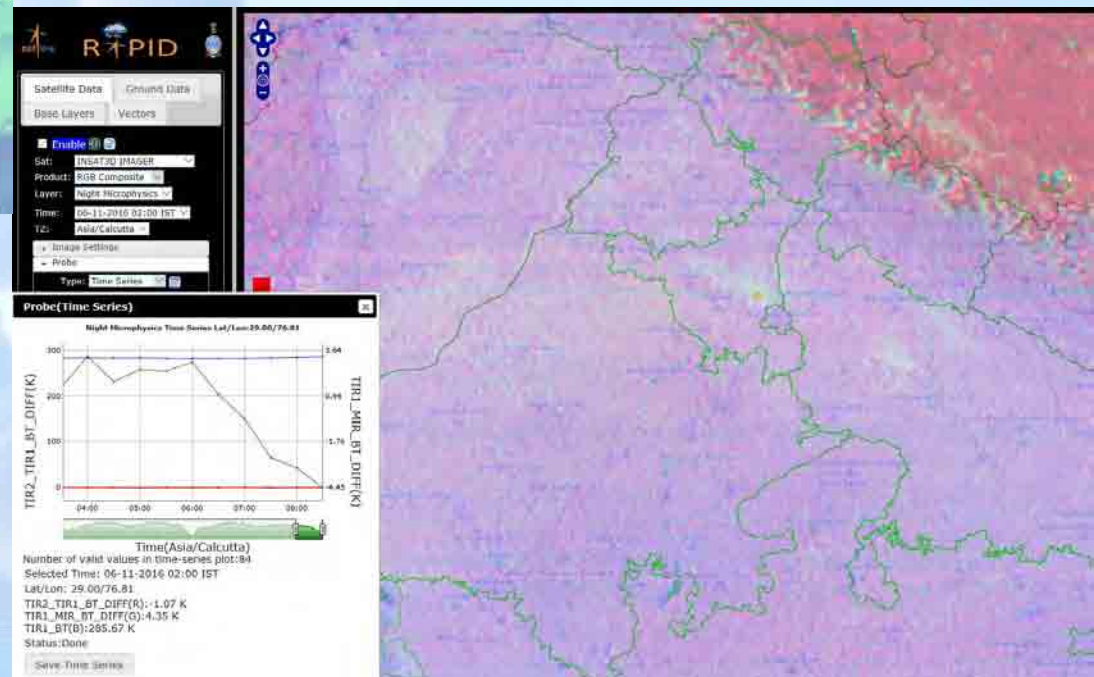 RAPID
Satellite Data Ground Data
Base Layers Vectors
Enable
Sat: INSAT3D IMAGER
Product: RGB Composite
Layer: Night Microphysics
Time: 06-11-2016 02:00 IST
TZ: Asia/Calcutta
Image Settings
Probe
Type: Time Series
Probe(Time Series)
Night Microphysics Time Series Lat/Lon:29.00/76.81
TIR2_TIR1_BT_DIFF(K)
300
200
100
0
3.64
0.94
-1.76
-4.45
TIR1_MIR_BT_DIFF(K)
04:00 05:00 06:00 07:00 08:00
Time(Asia/Calcutta)
Number of valid values in time-series plot:84
Selected Time: 06-11-2016 02:00 IST
Lat/Lon: 29.00/76.81
TIR2_TIR1_BT_DIFF(R):-1.07 K
TIR1_MIR_BT_DIFF(G):4.35 K
TIR1_BT(B):285.67 K
Status:Done
Save Time Series